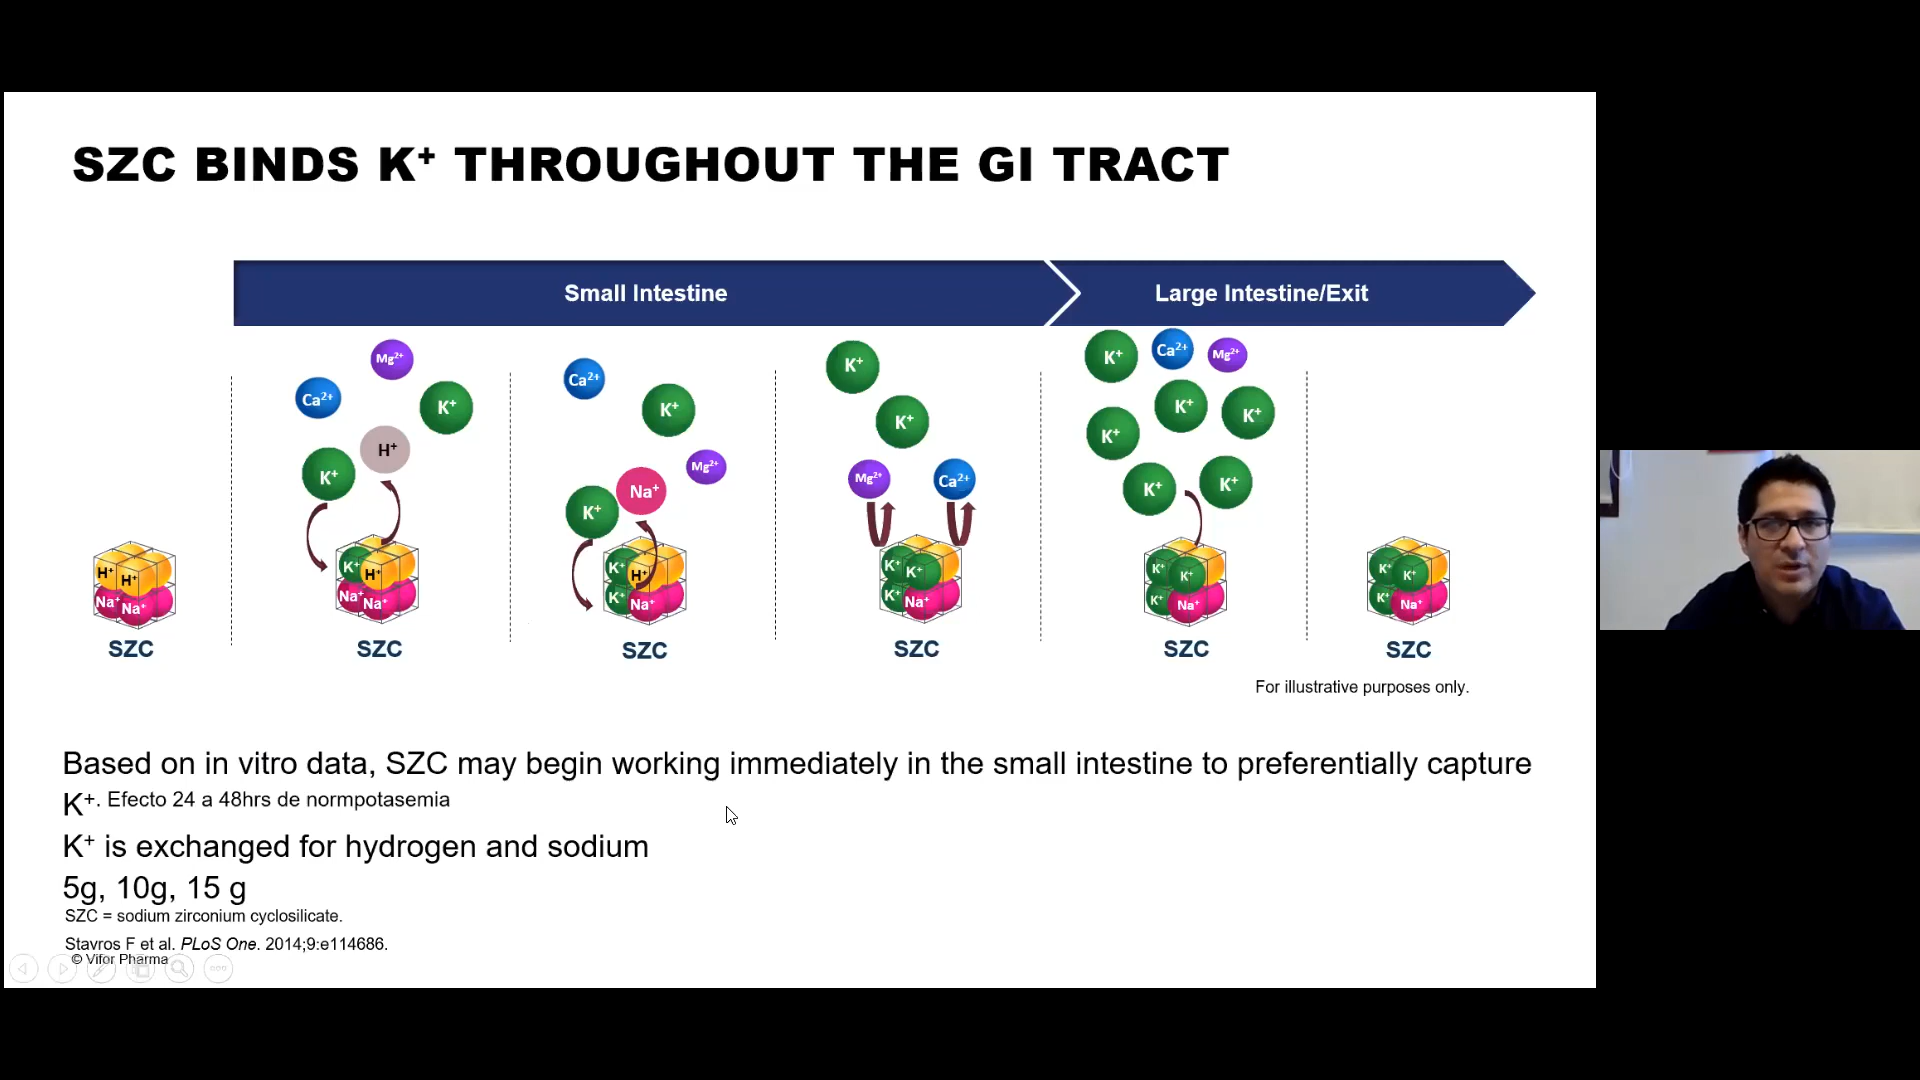 SZC BINDS K⁺ THROUGHOUT THE GI TRACT
Small Intestine
Large Intestine/Exit
Mg²⁺
Ca²⁺
K⁺
H⁺
K⁺
K⁺
H⁺
Na⁺
Na⁺
Ca²⁺
K⁺
Mg²⁺
Na⁺
K⁺
K⁺
H⁺
K⁺
Na⁺
K⁺
K⁺
Mg²⁺
Ca²⁺
K⁺
K⁺
K⁺
Na⁺
K⁺
Ca²⁺
Mg²⁺
K⁺
K⁺
K⁺
K⁺
K⁺
K⁺
K⁺
K⁺
Na⁺
K⁺
K⁺
K⁺
Na⁺
H⁺
H⁺
Na⁺
Na⁺
SZC
SZC
SZC
SZC
SZC
SZC
For illustrative purposes only.
Based on in vitro data, SZC may begin working immediately in the small intestine to preferentially capture
K⁺. Efecto 24 a 48hrs de normpotasemia
K⁺ is exchanged for hydrogen and sodium
5g, 10g, 15 g
SZC = sodium zirconium cyclosilicate.
Stavros F et al. PLoS One. 2014;9:e114686.
© Vifor Pharma